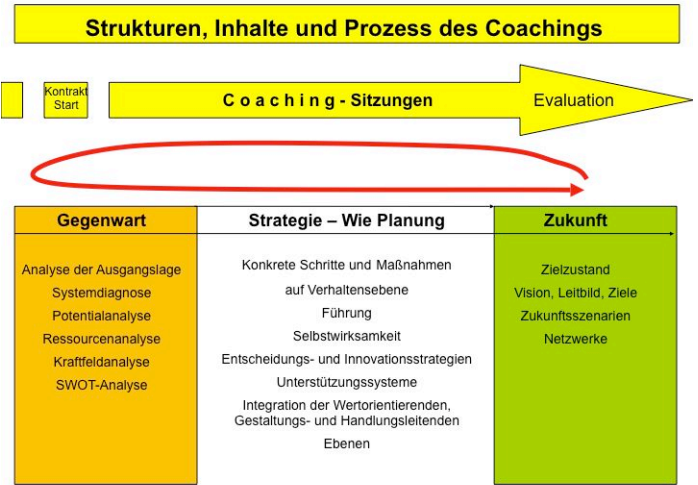 Strukturen, Inhalte und Prozess des Coachings
Kontrakt
Start
C o a c h i n g - Sitzungen
Evaluation
Gegenwart
Analyse der Ausgangslage
Systemdiagnose
Potentialanalyse
Ressourcenanalyse
Kraftfeldanalyse
SWOT-Analyse
Strategie – Wie Planung
Konkrete Schritte und Maßnahmen
auf Verhaltensebene
Führung
Selbstwirksamkeit
Entscheidungs- und Innovationsstrategien
Unterstützungssysteme
Integration der Wertorientierenden,
Gestaltungs- und Handlungsleitenden
Ebenen
Zukunft
Zielzustand
Vision, Leitbild, Ziele
Zukunftsszenarien
Netzwerke